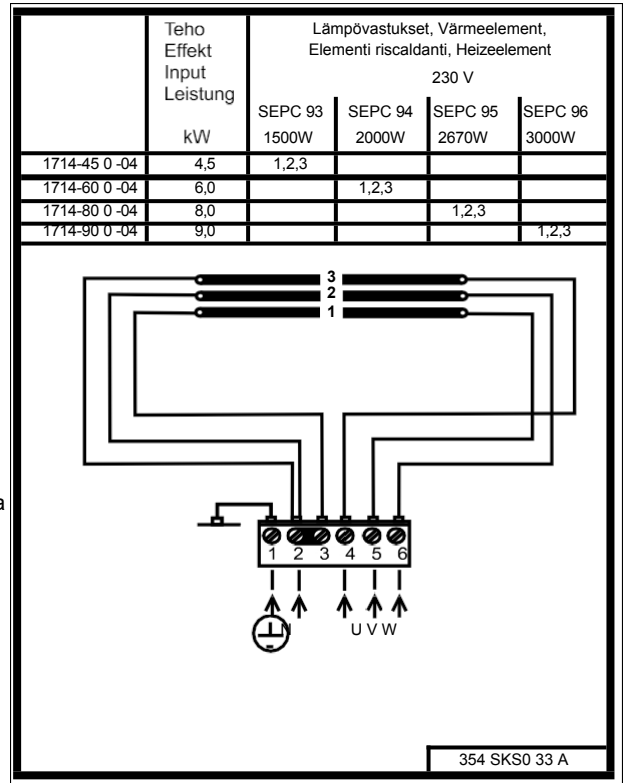 Teho
Effekt
Input
Leistung
kW
Lämpövastukset, Värmeelement,
Elementi riscaldanti, Heizeelement
230 V
SEPC 93 SEPC 94 SEPC 95 SEPC 96
1500W 2000W 2670W 3000W
1714-45 0 -04 4,5 1,2,3
1714-60 0 -04 6,0 1,2,3
1714-80 0 -04 8,0 1,2,3
1714-90 0 -04 9,0 1,2,3
3
2
1
a
1 2 3 4 5 6
N U V W
354 SKS0 33 A